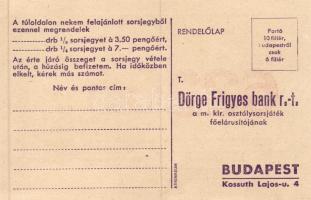 A túloldalon nekem felajánlott sorsjegyből
ezennel megrendelek
drb 1/8 sorsjegyet à 3.50 pengőért.
drb 1/4 sorsjegyet à 7.— pengőért.
Az érte járó összeget a sorsjegy vétele
után, a húzásig befizetem. Ha időközben
elkelt, kérek más számot.
Név és pontos cím:
RENDELŐLAP
Portó
10 fillér,
Budapestről
csak
6 fillér
T.
Dörge Frigyes bank r.-t.
a m. kir. osztálysorsjáték
főelárusítójának
BUDAPEST
Kossuth Lajos-u. 4